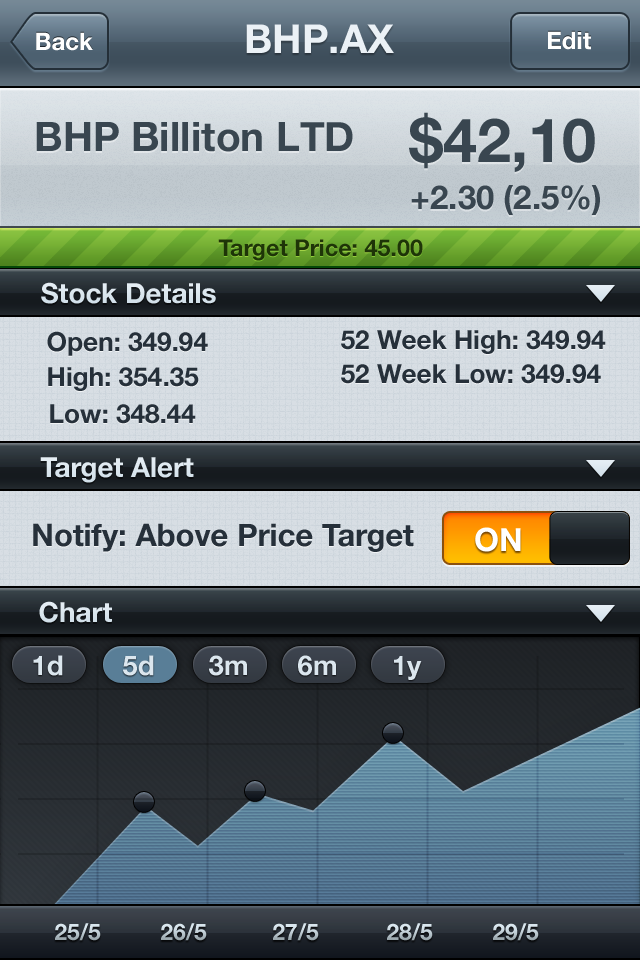 Back
BHP.AX
Edit
BHP Billiton LTD
$42,10
+2.30 (2.5%)
Target Price: 45.00
Stock Details
Open: 349.94
52 Week High: 349.94
High: 354.35
52 Week Low: 349.94
Low: 348.44
Target Alert
Notify: Above Price Target
ON
Chart
1d 5d 3m 6m 1y
25/5 26/5 27/5 28/5 29/5